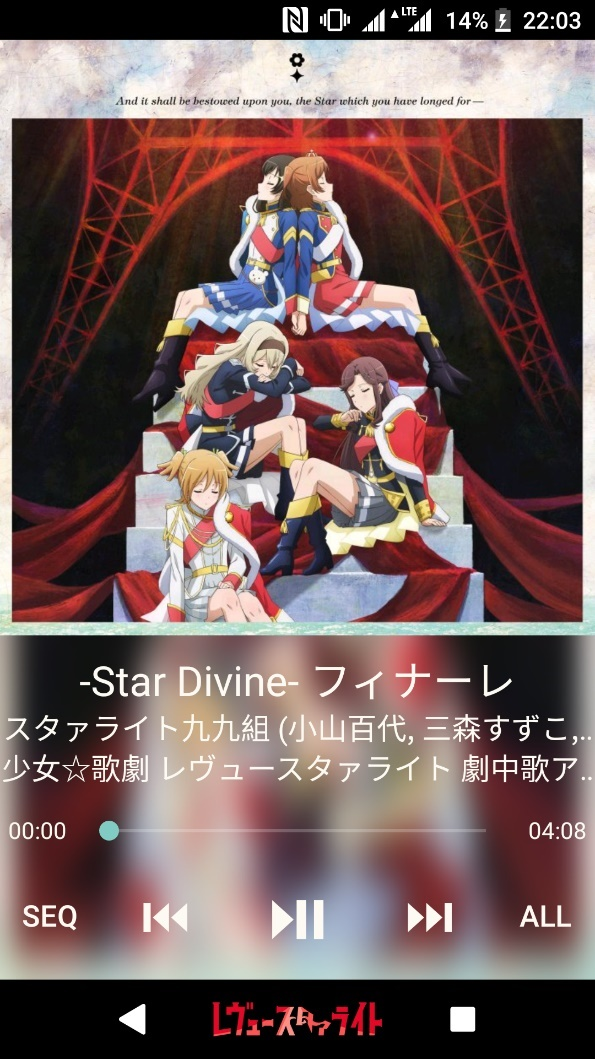 LTE 14% 22:03
And it shall be bestowed upon you, the Star which you have longed for—
-Star Divine- フィナーレ
スタァライト九九組 (小山百代, 三森すずこ,..
少女☆歌劇 レヴュースタァライト 劇中歌ア..
00:00 04:08
SEQ ALL
レヴュースタァライト